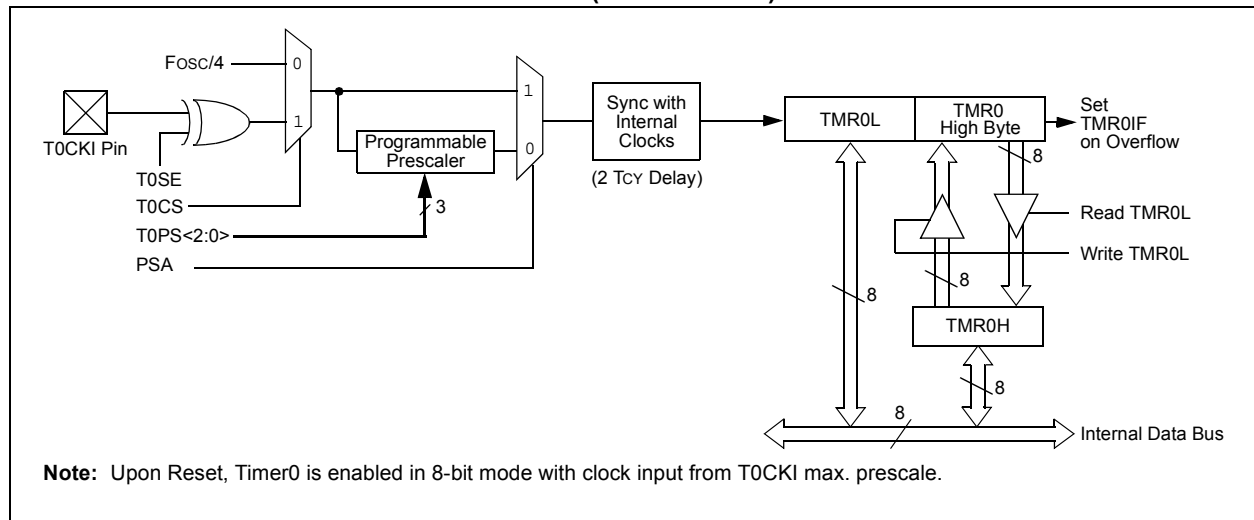 FOSC/4
0
1
T0CKI Pin
T0SE
T0CS
T0PS<2:0>
PSA
Programmable
Prescaler
3
1
0
Sync with
Internal
Clocks
(2 TCY Delay)
TMR0L
TMR0
High Byte
Set
TMR0IF
on Overflow
8
Read TMR0L
Write TMR0L
8
8
TMR0H
8
8
Internal Data Bus
Note: Upon Reset, Timer0 is enabled in 8-bit mode with clock input from T0CKI max. prescale.